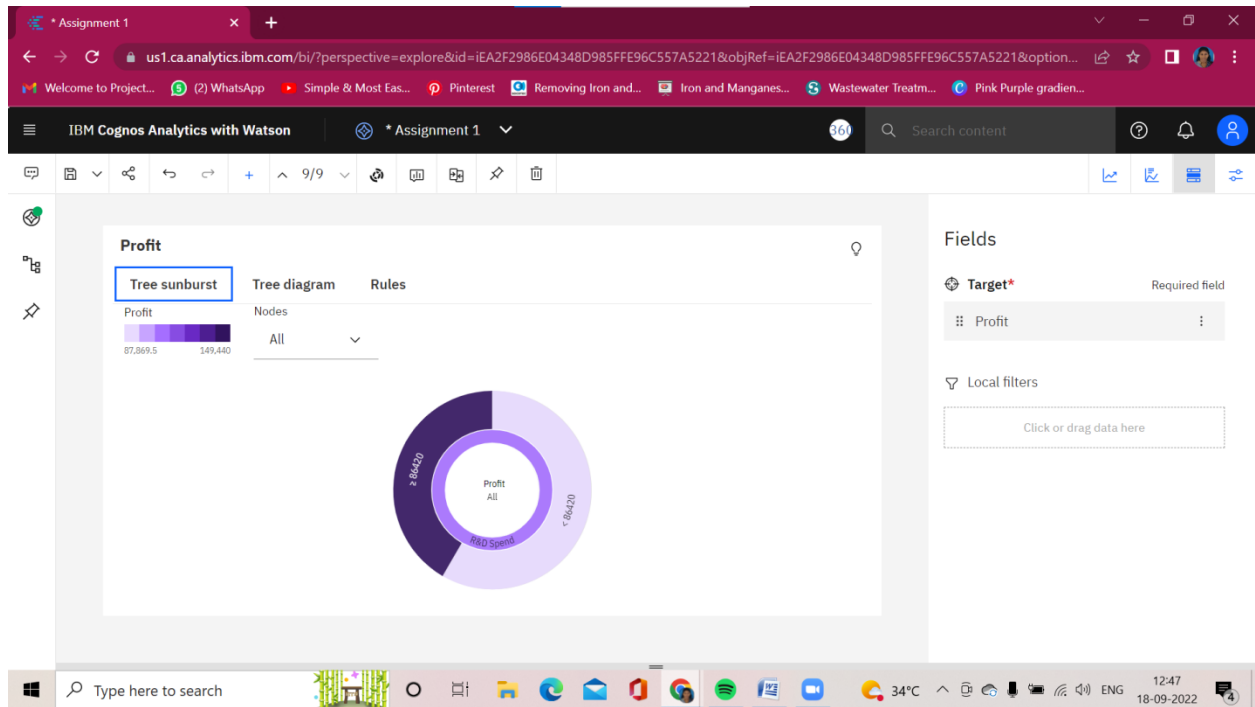 * Assignment 1
us1.ca.analytics.ibm.com/bi/?perspective=explore&id=iEA2F2986E04348D985FFE96C557A5221&objRef=iEA2F2986E04348D985FFE96C557A5221&option...
Welcome to Project... (2) WhatsApp Simple & Most Eas... Pinterest Removing Iron and... Iron and Manganes... Wastewater Treatm... Pink Purple gradien...
IBM Cognos Analytics with Watson * Assignment 1 360 Search content
9/9
Profit
Tree sunburst Tree diagram Rules
Profit Nodes
All
87,869.5 149,440
≥ 86420
Profit
All
< 86420
R&D Spend
Fields
Target* Required field
Profit
Local filters
Click or drag data here
Type here to search 34°C ENG 12:47
18-09-2022 4